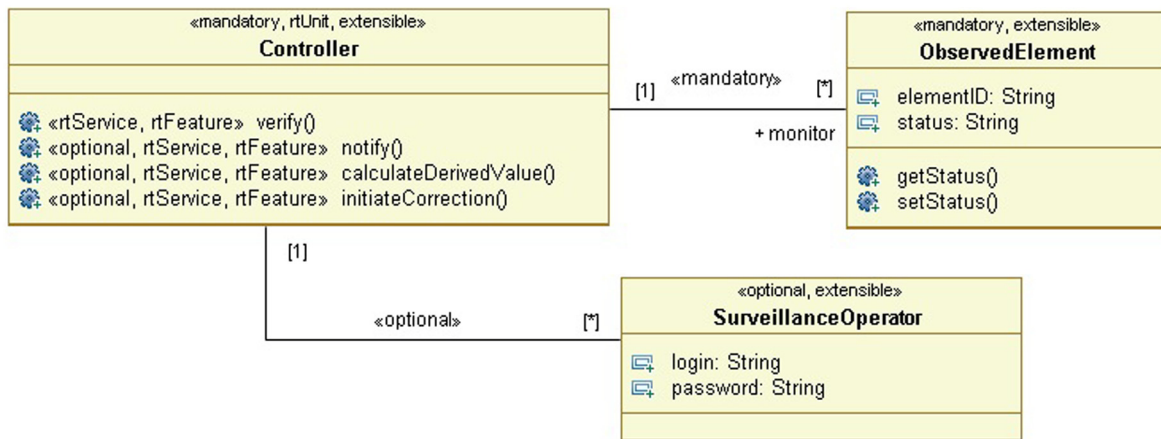 «mandatory, rtUnit, extensible»
Controller
«rtService, rtFeature» verify()
«optional, rtService, rtFeature» notify()
«optional, rtService, rtFeature» calculateDerivedValue()
«optional, rtService, rtFeature» initiateCorrection()
[1]
«mandatory»
[*]
+ monitor
«mandatory, extensible»
ObservedElement
elementID: String
status: String
getStatus()
setStatus()
[1]
«optional»
[*]
«optional, extensible»
SurveillanceOperator
login: String
password: String